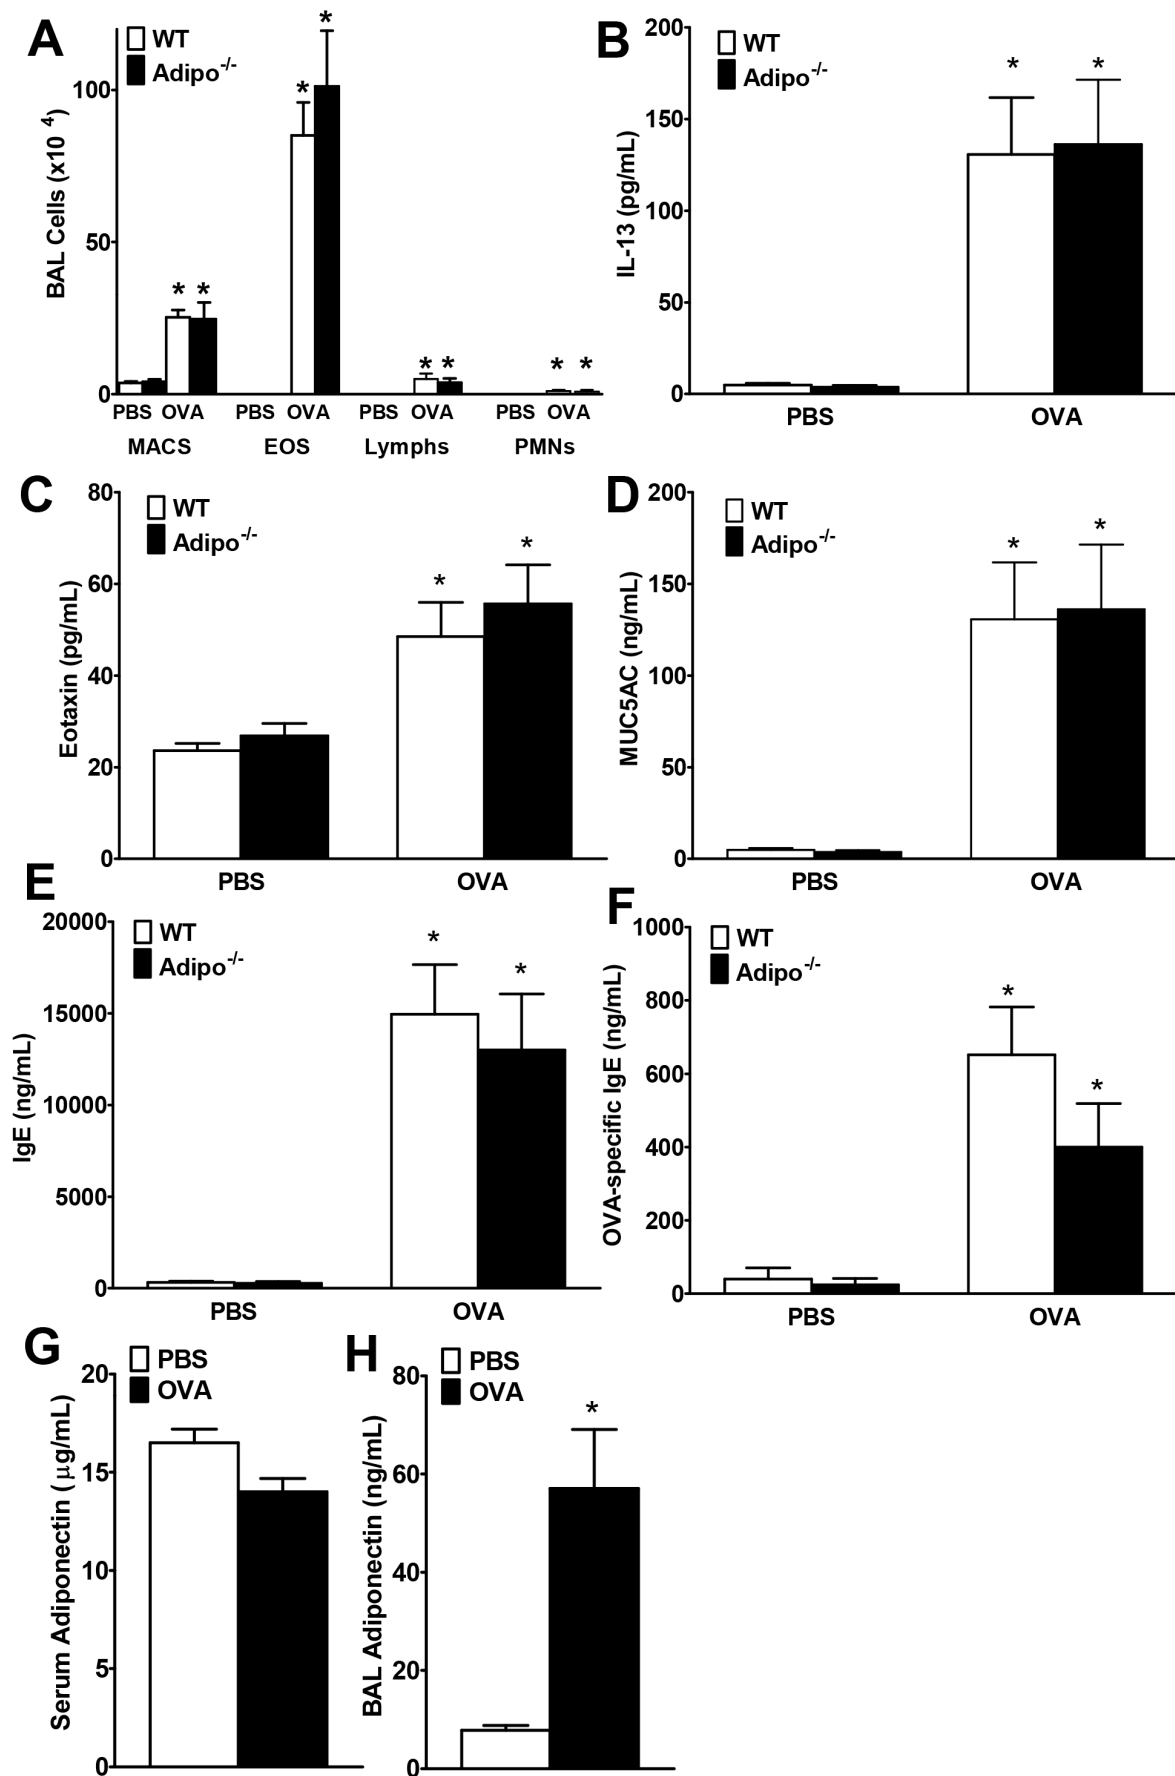 A
WT
Adipo-/-
BAL Cells (x10 4)
100
50
0
* * * * * * * *
PBS OVA PBS OVA PBS OVA PBS OVA
MACS EOS Lymphs PMNs
B
WT
Adipo-/-
IL-13 (pg/mL)
200
150
100
50
0
* *
PBS OVA
C
WT
Adipo-/-
Eotaxin (pg/mL)
80
60
40
20
0
* *
PBS OVA
D
WT
Adipo-/-
MUC5AC (ng/mL)
200
150
100
50
0
* *
PBS OVA
E
WT
Adipo-/-
IgE (ng/mL)
20000
15000
10000
5000
0
* *
PBS OVA
F
WT
Adipo-/-
OVA-specific IgE (ng/mL)
1000
800
600
400
200
0
* *
PBS OVA
G
PBS
OVA
Serum Adiponectin (μg/mL)
20
15
10
5
0
H
PBS
OVA
BAL Adiponectin (ng/mL)
80
60
40
20
0
*